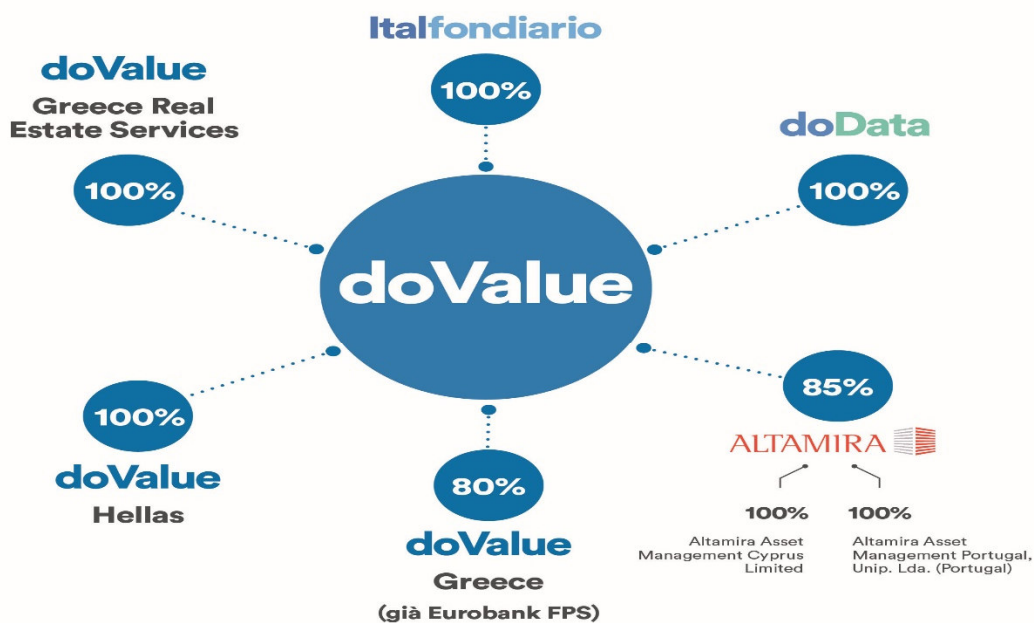 Italfondiario
100%
doValue
Greece Real
Estate Services
100%
doData
100%
doValue
100%
doValue
Hellas
80%
doValue
Greece
(già Eurobank FPS)
85%
ALTAMIRA
100%
Altamira Asset
Management Cyprus
Limited
100%
Altamira Asset
Management Portugal,
Unip. Lda. (Portugal)